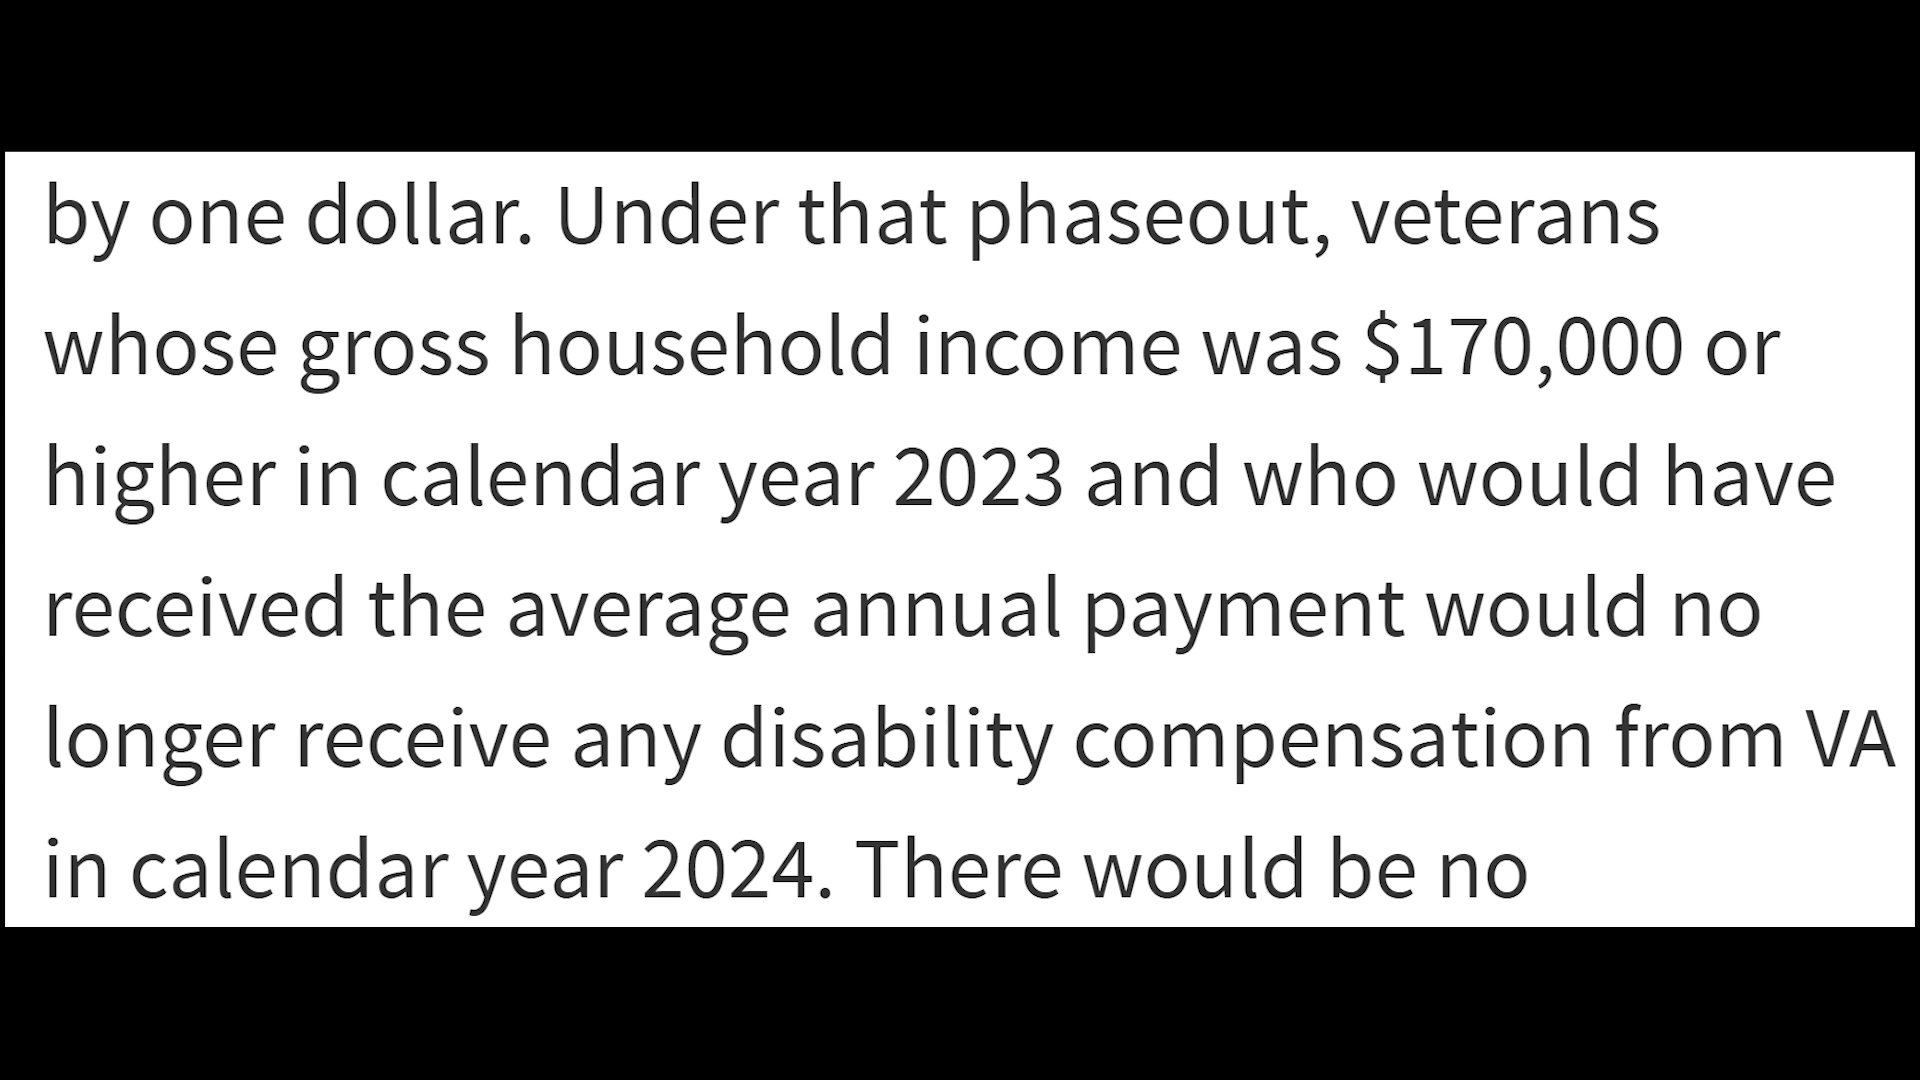 by one dollar. Under that phaseout, veterans
whose gross household income was $170,000 or
higher in calendar year 2023 and who would have
received the average annual payment would no
longer receive any disability compensation from VA
in calendar year 2024. There would be no